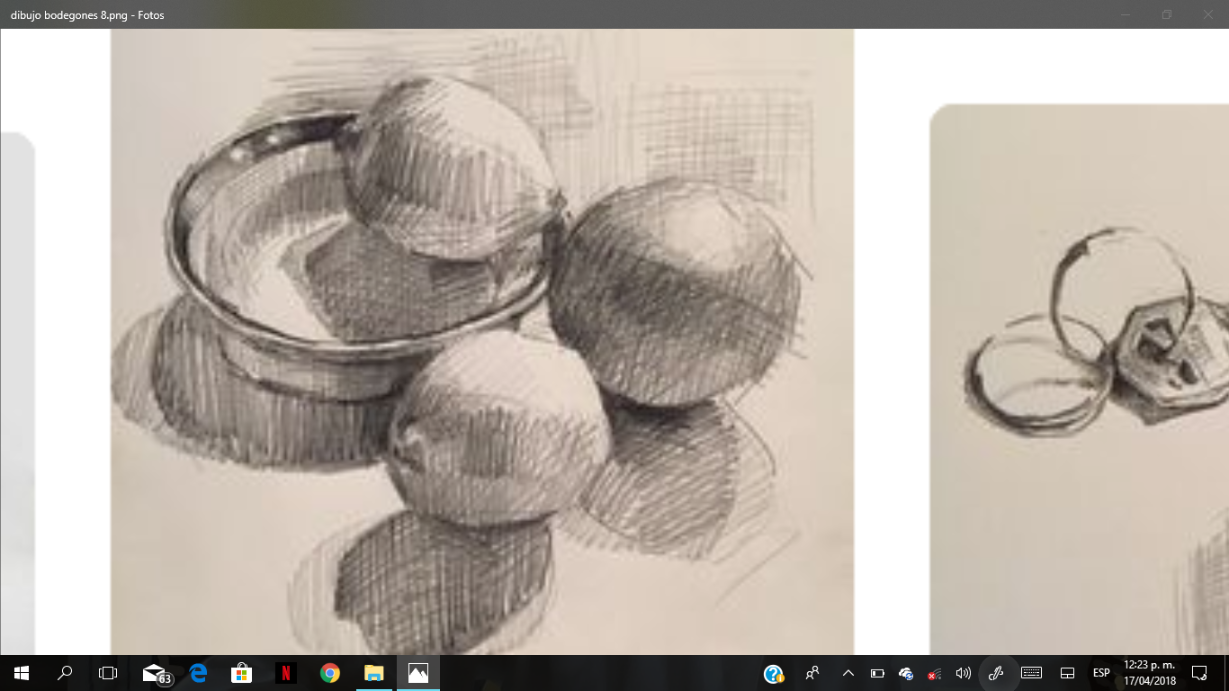 dibujo bodegones 8.png - Fotos
N
63
ESP
12:23 p. m.
17/04/2018